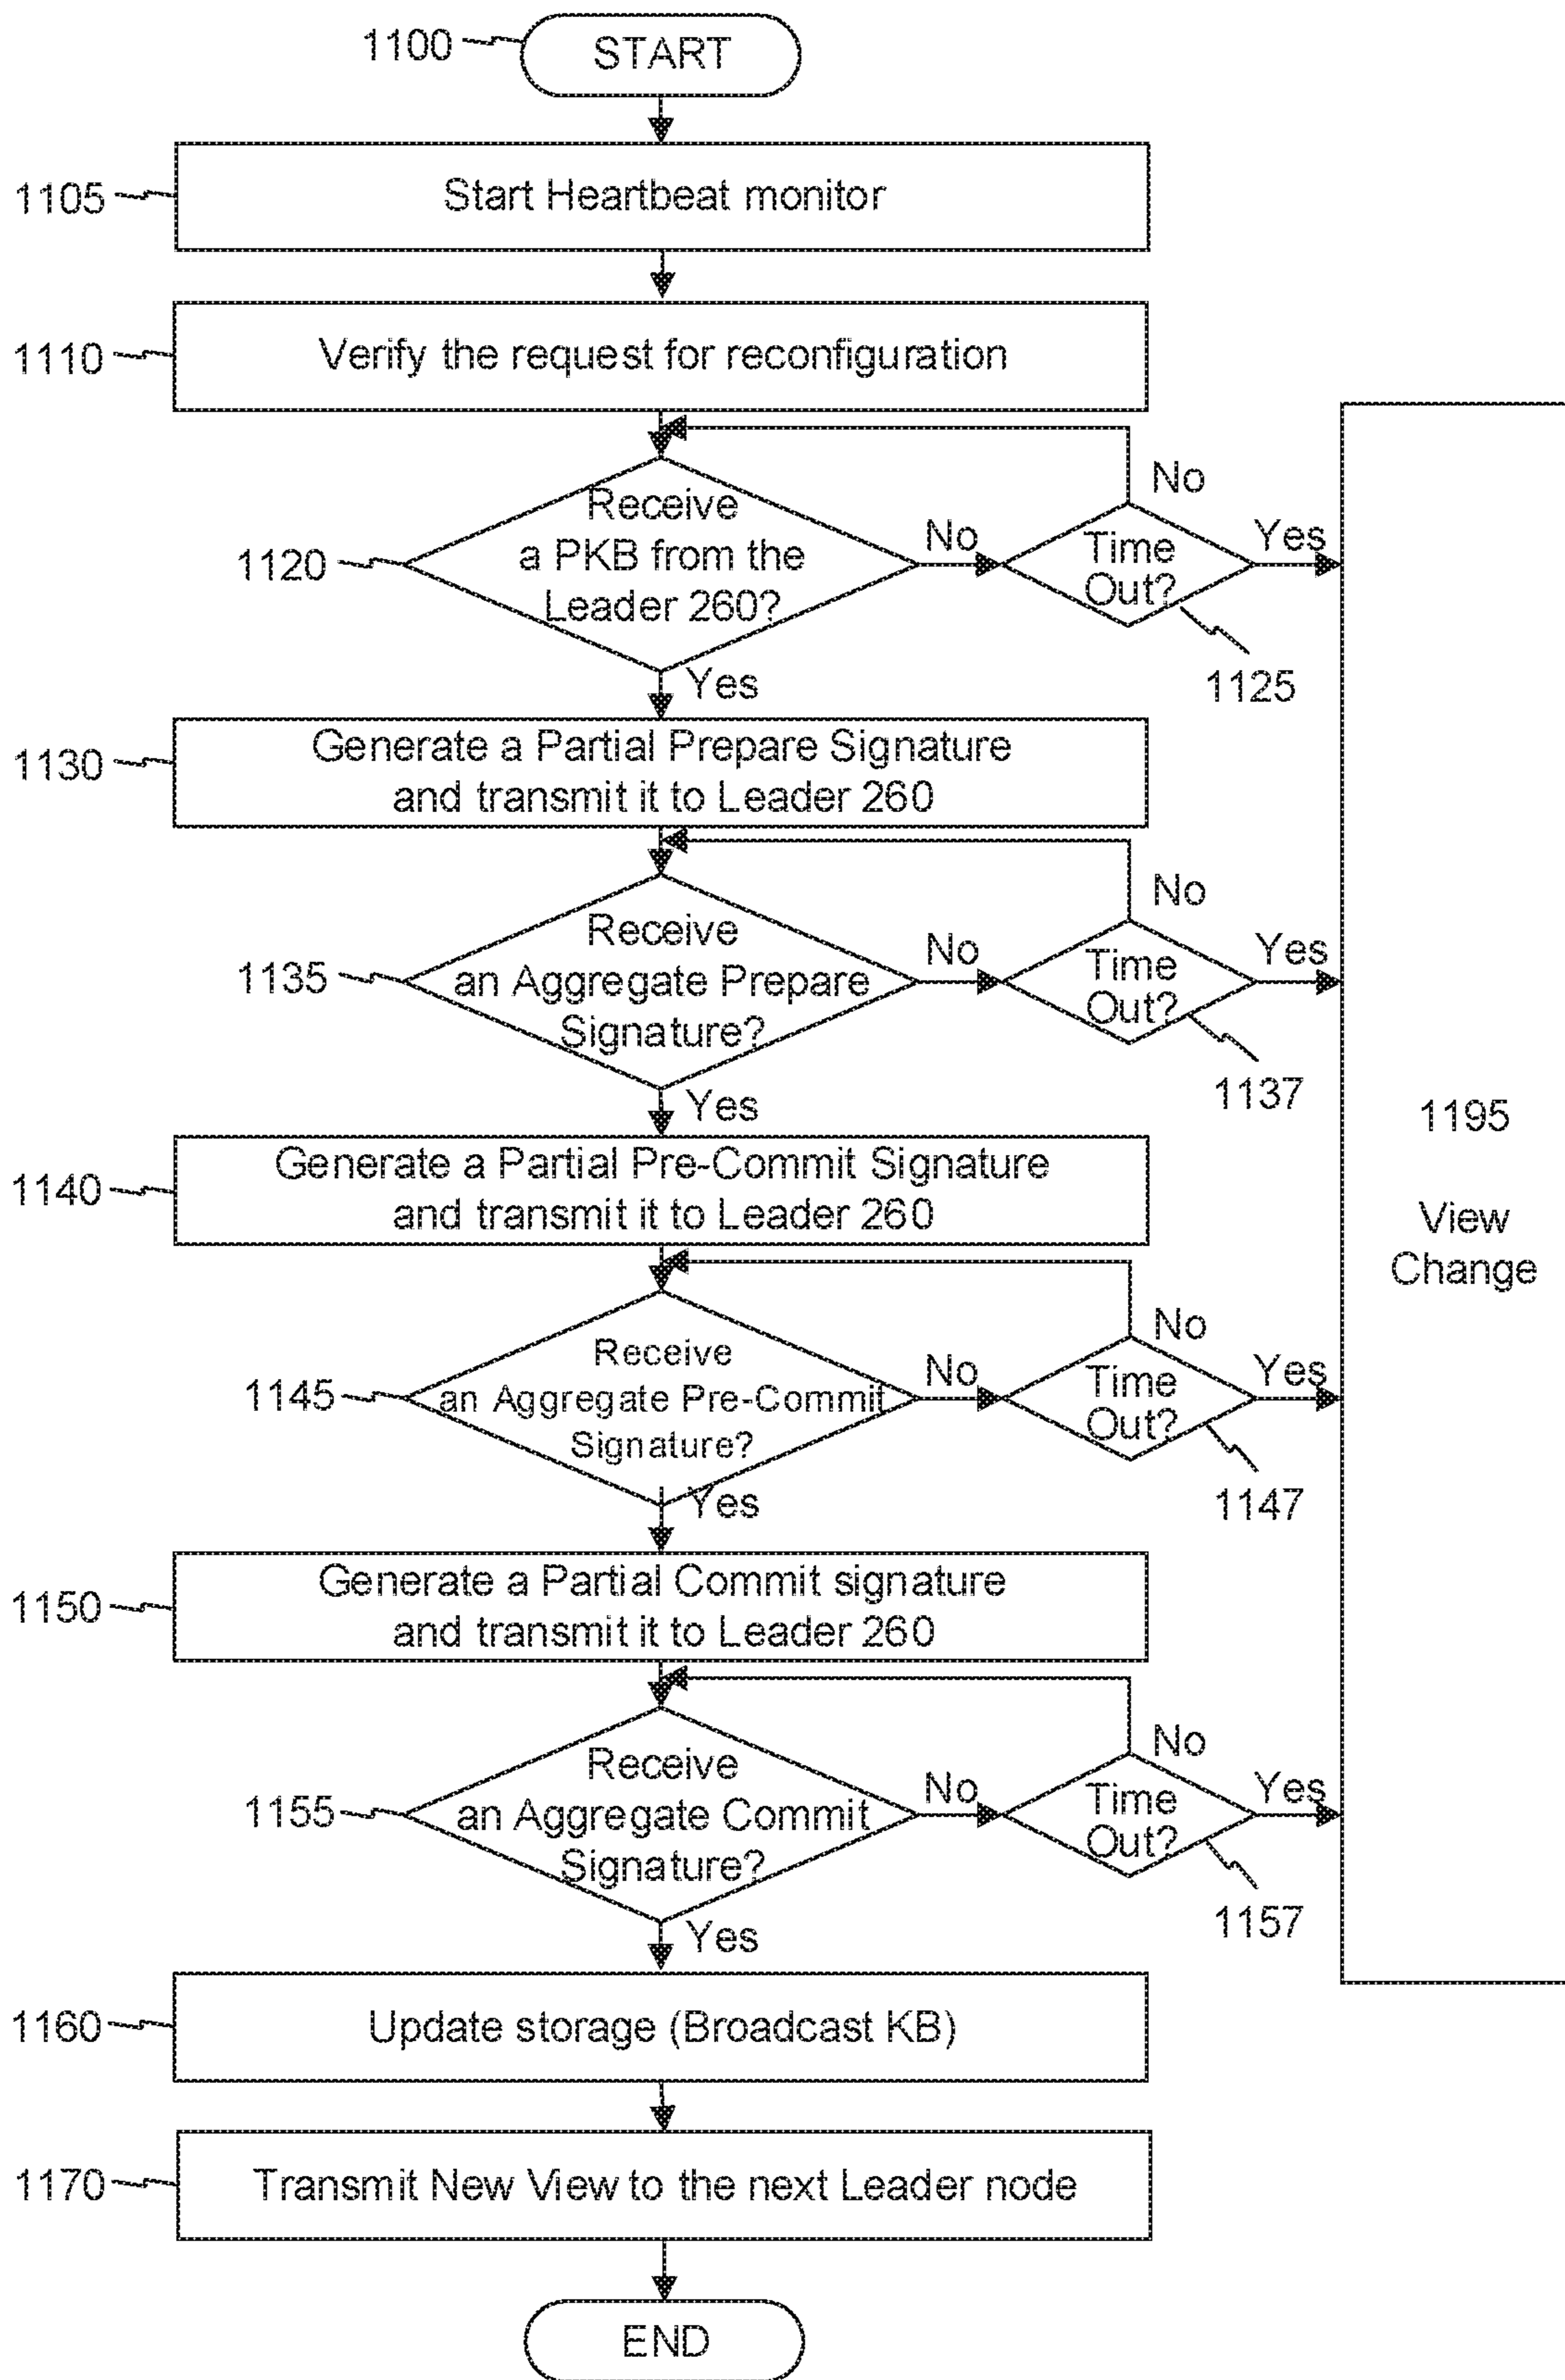 1100
START
1105
Start Heartbeat monitor
1110
Verify the request for reconfiguration
1120
Receive
a PKB from the
Leader 260?
No
Time
Out?
No
Yes
1125
Yes
1130
Generate a Partial Prepare Signature
and transmit it to Leader 260
1135
Receive
an Aggregate Prepare
Signature?
No
Time
Out?
No
Yes
1137
Yes
1140
Generate a Partial Pre-Commit Signature
and transmit it to Leader 260
1145
Receive
an Aggregate Pre-Commit
Signature?
No
Time
Out?
No
Yes
1147
Yes
1150
Generate a Partial Commit signature
and transmit it to Leader 260
1155
Receive
an Aggregate Commit
Signature?
No
Time
Out?
No
Yes
1157
Yes
1195
View
Change
1160
Update storage (Broadcast KB)
1170
Transmit New View to the next Leader node
END